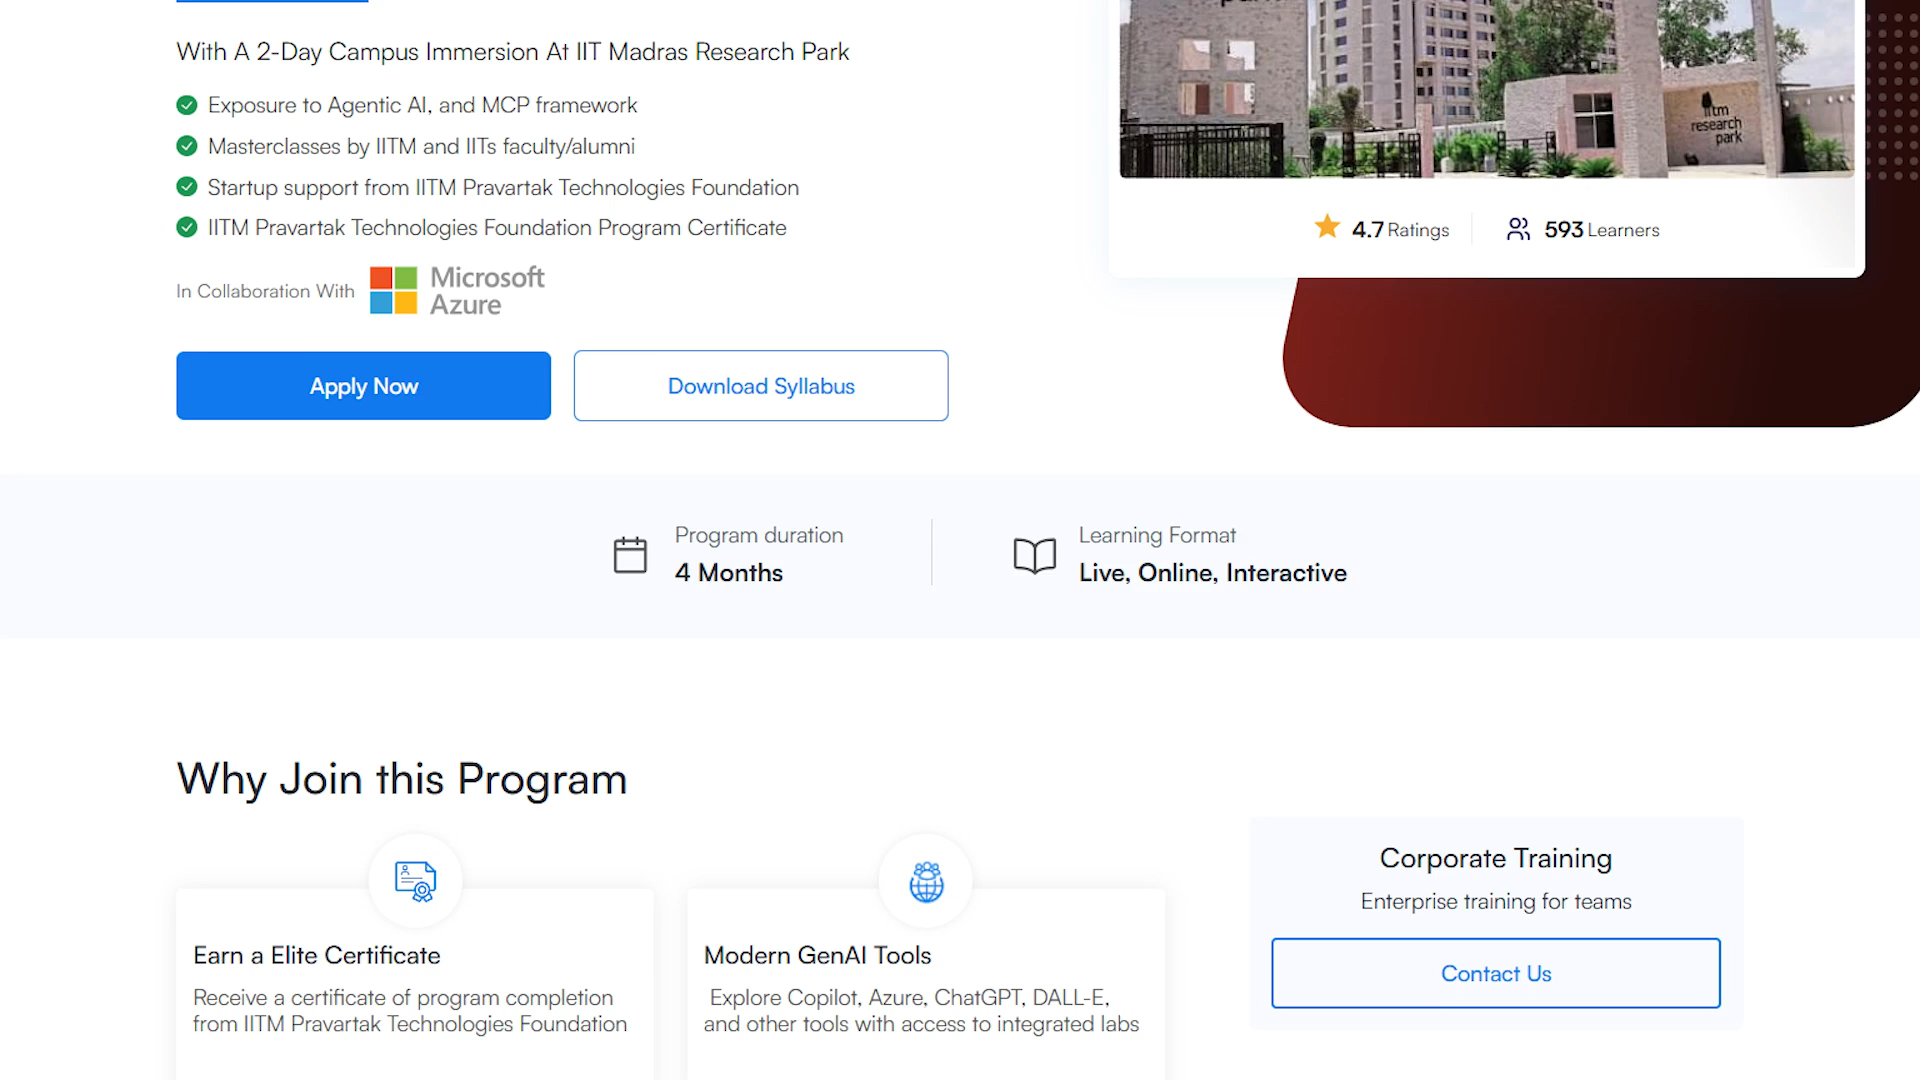 With A 2-Day Campus Immersion At IIT Madras Research Park
Exposure to Agentic AI, and MCP framework
Masterclasses by IITM and IITs faculty/alumni
Startup support from IITM Pravartak Technologies Foundation
IITM Pravartak Technologies Foundation Program Certificate
In Collaboration With
Microsoft
Azure
Apply Now
Download Syllabus
iitm
research
park
4.7 Ratings
593 Learners
Program duration
4 Months
Learning Format
Live, Online, Interactive
Why Join this Program
Earn a Elite Certificate
Receive a certificate of program completion
from IITM Pravartak Technologies Foundation
Modern GenAI Tools
Explore Copilot, Azure, ChatGPT, DALL-E,
and other tools with access to integrated labs
Corporate Training
Enterprise training for teams
Contact Us